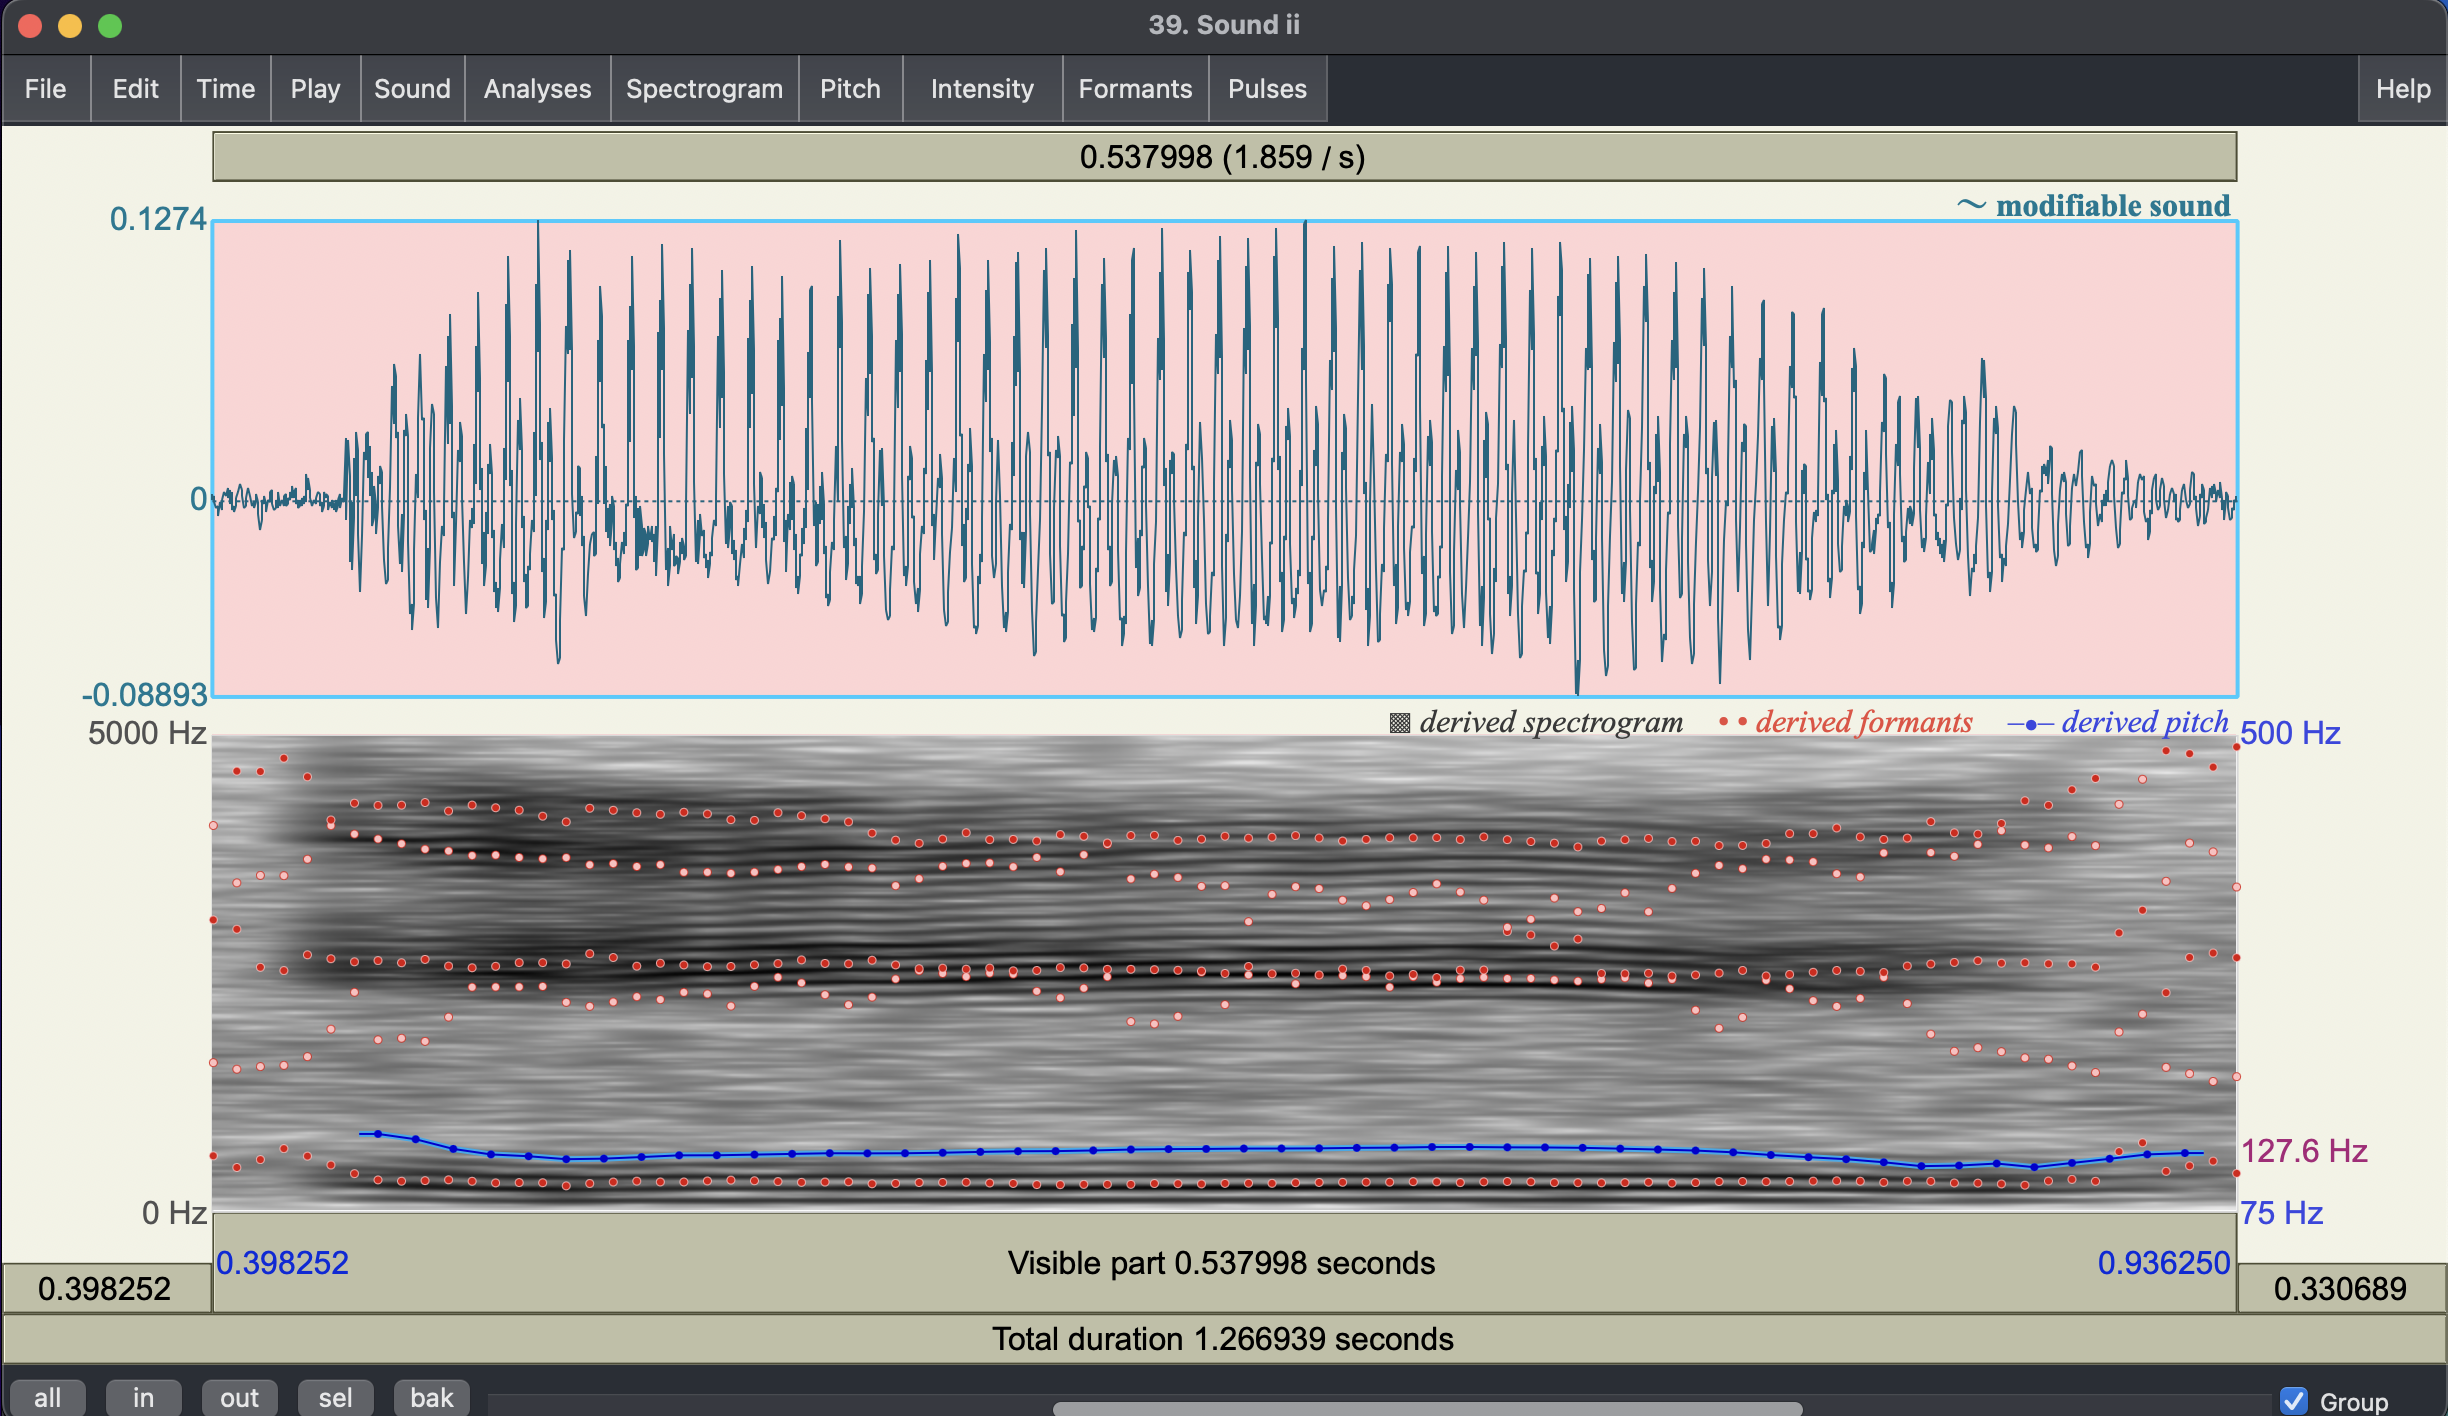 39. Sound ii
File Edit Time Play Sound Analyses Spectrogram Pitch Intensity Formants Pulses Help
0.537998 (1.859 / s)
0.1274
~ modifiable sound
0
-0.08893
5000 Hz
derived spectrogram derived formants derived pitch
500 Hz
127.6 Hz
0 Hz
75 Hz
0.398252 Visible part 0.537998 seconds 0.936250
0.398252 0.330689
Total duration 1.266939 seconds
all in out sel bak Group